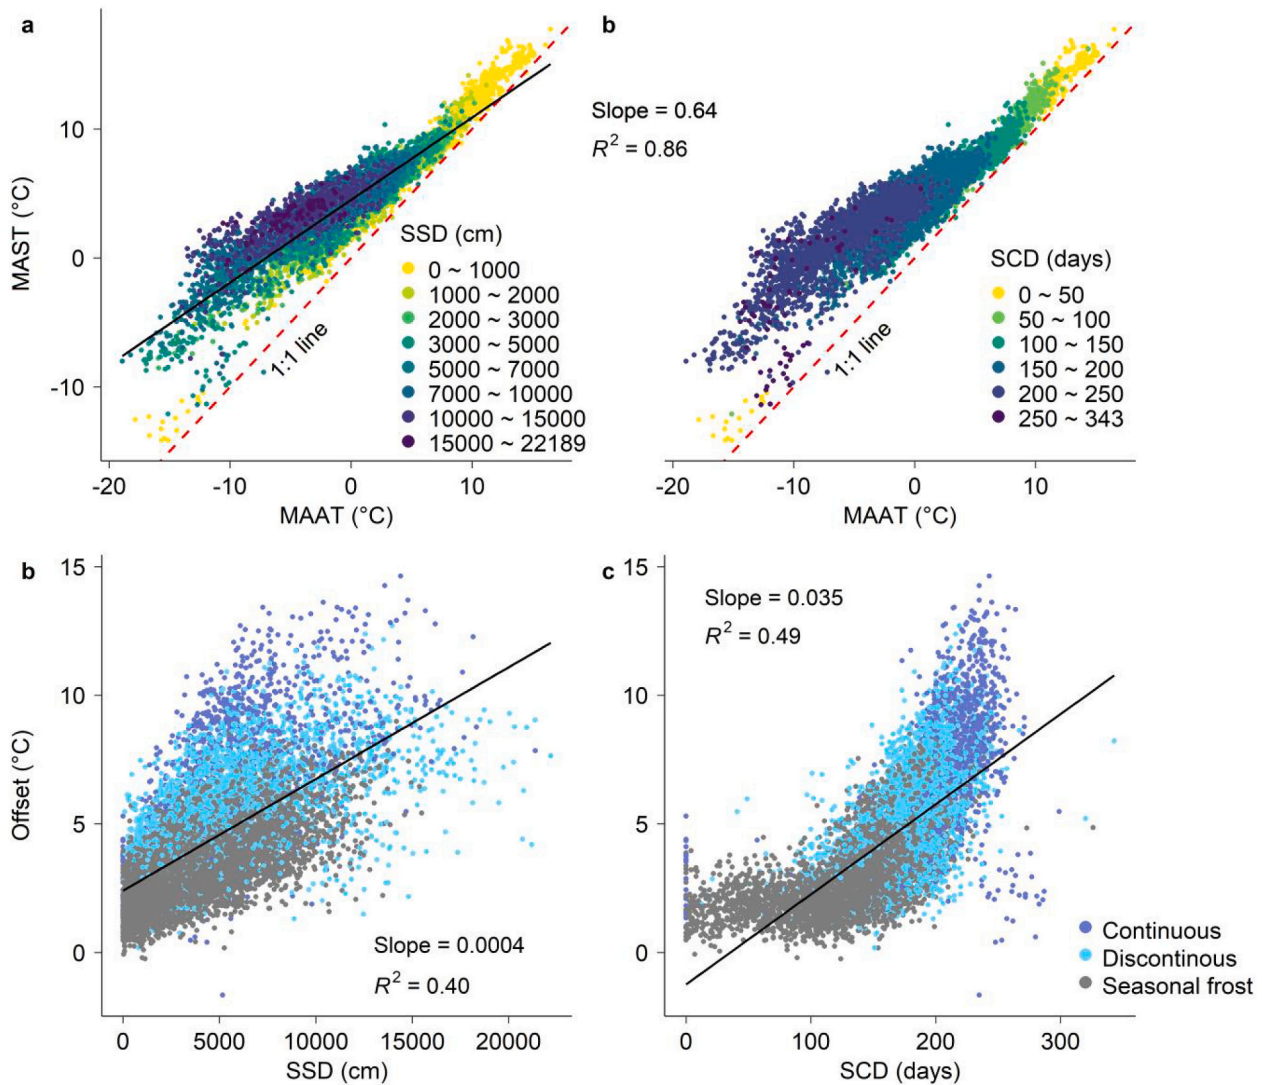 a
10
0
-10
MAST (°C)
SSD (cm)
0 ~ 1000
1000 ~ 2000
2000 ~ 3000
3000 ~ 5000
5000 ~ 7000
7000 ~ 10000
10000 ~ 15000
15000 ~ 22189
1:1 line
-20 -10 0 10
MAAT (°C)
b
Slope = 0.64
R² = 0.86
SCD (days)
0 ~ 50
50 ~ 100
100 ~ 150
150 ~ 200
200 ~ 250
250 ~ 343
1:1 line
-20 -10 0 10
MAAT (°C)
b
15
10
5
0
Offset (°C)
Slope = 0.0004
R² = 0.40
0 5000 10000 15000 20000
SSD (cm)
c
15
10
5
0
Slope = 0.035
R² = 0.49
Continuous
Discontinous
Seasonal frost
0 100 200 300
SCD (days)